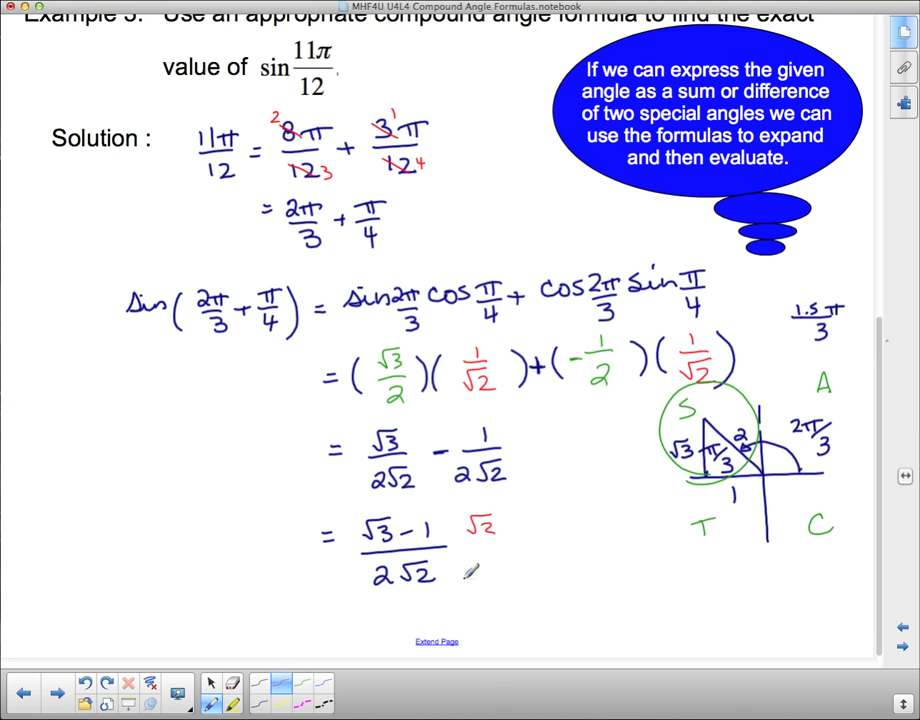 MHF4U U4L4 Compound Angle Formulas.notebook
Example 3: Use an appropriate compound angle formula to find the exact
value of sin 11π/12.
If we can express the given
angle as a sum or difference
of two special angles we can
use the formulas to expand
and then evaluate.
Solution :
11π/12 = 8π/12 + 3π/12
2 3 1 4
= 2π/3 + π/4
sin(2π/3 + π/4) = sin 2π/3 cos π/4 + cos 2π/3 sin π/4
= (√3/2)(1/√2) + (-1/2)(1/√2)
= √3/2√2 - 1/2√2
= √3 - 1/2√2 √2
1.5π/3
S A
√3 π/3 2 2π/3
1
T C
Extend Page